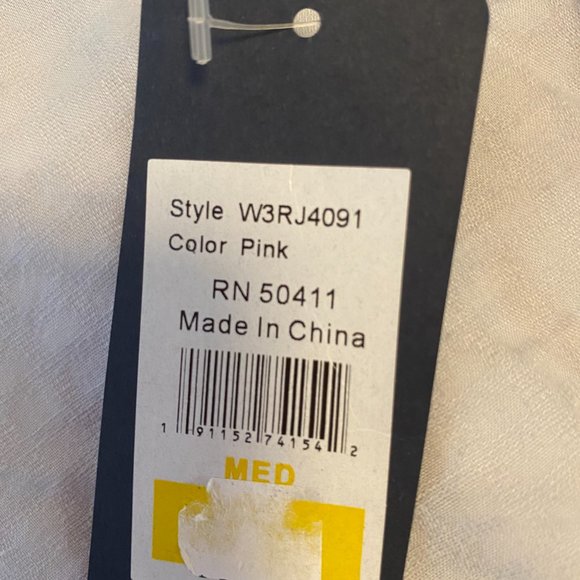 Style W3RJ4091
Color Pink
RN 50411
Made In China
1 91152 74154 2
MED